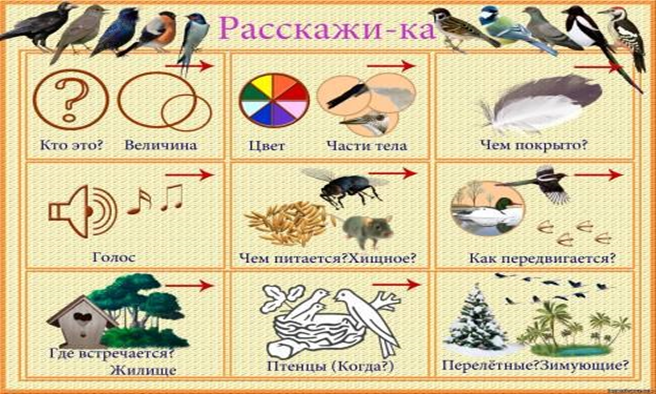 Расскажи-ка
Кто это? Величина
Цвет Части тела
Чем покрыто?
Голос
Чем питается?Хищное?
Как передвигается?
Где встречается?
Жилище
Птенцы (Когда?)
Перелётные?Зимующие?